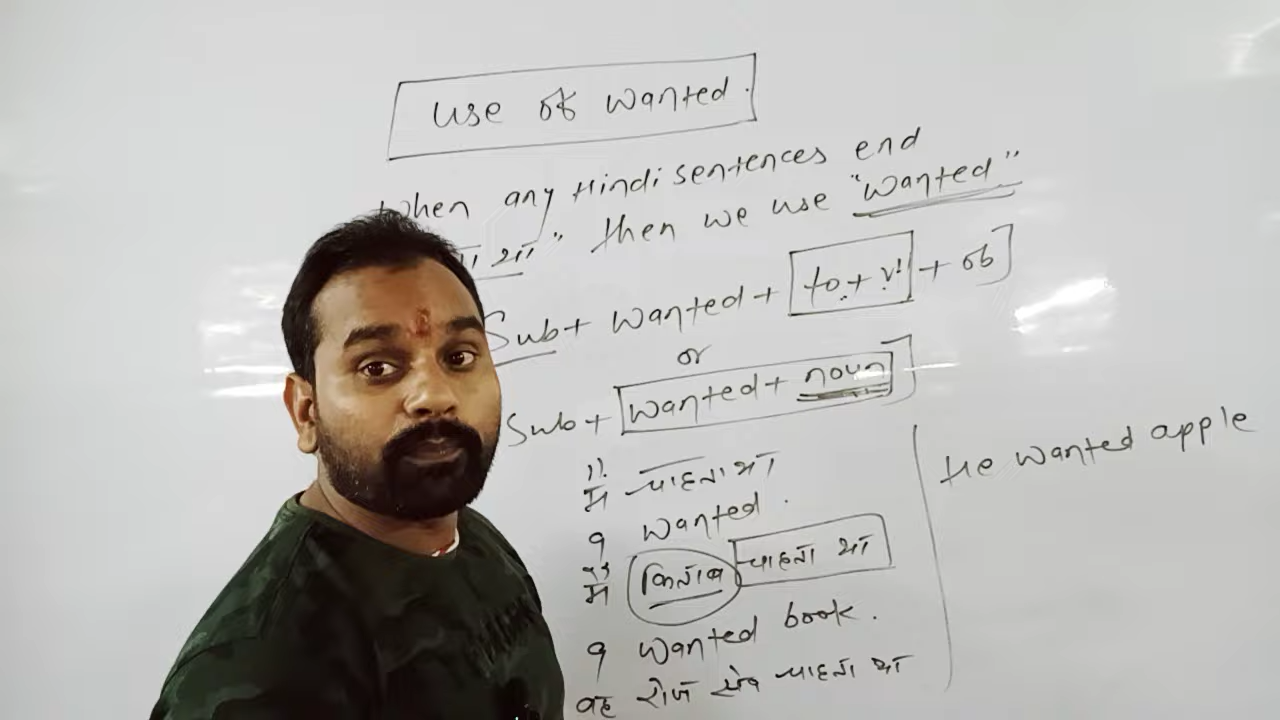 Use of Wanted.
When any Hindi sentences end
था" then we use "Wanted"
Sub + Wanted + to + V1 + ob
or
Sub + Wanted + noun
मैं चाहता था
I Wanted.
मैं किताब चाहता था
I Wanted book.
वह रोज सेव चाहता था
He wanted apple